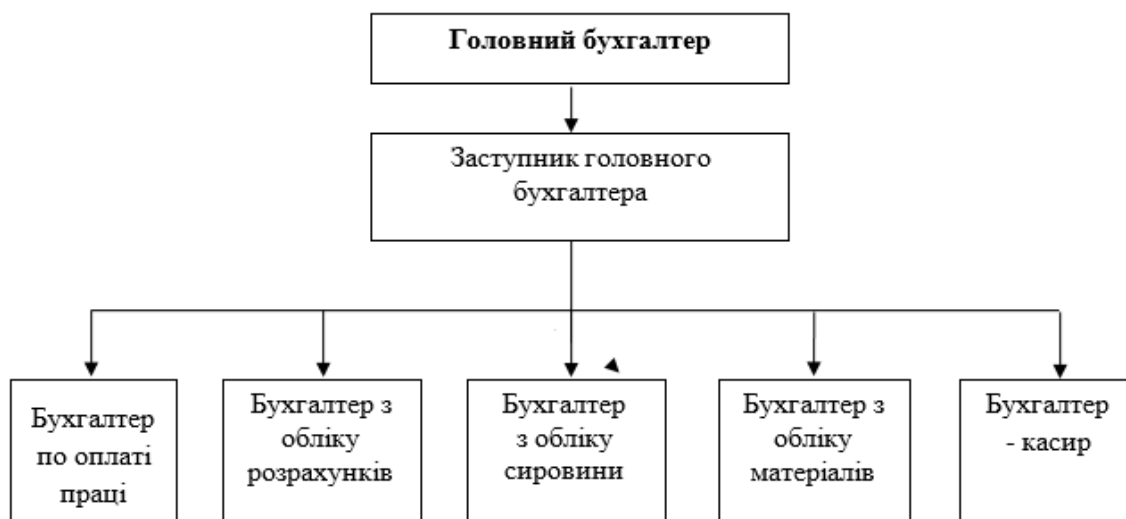 Головний бухгалтер
Заступник головного
бухгалтера
Бухгалтер
по оплаті
праці
Бухгалтер з
обліку
розрахунків
Бухгалтер
з обліку
сировини
Бухгалтер з
обліку
матеріалів
Бухгалтер
- касир